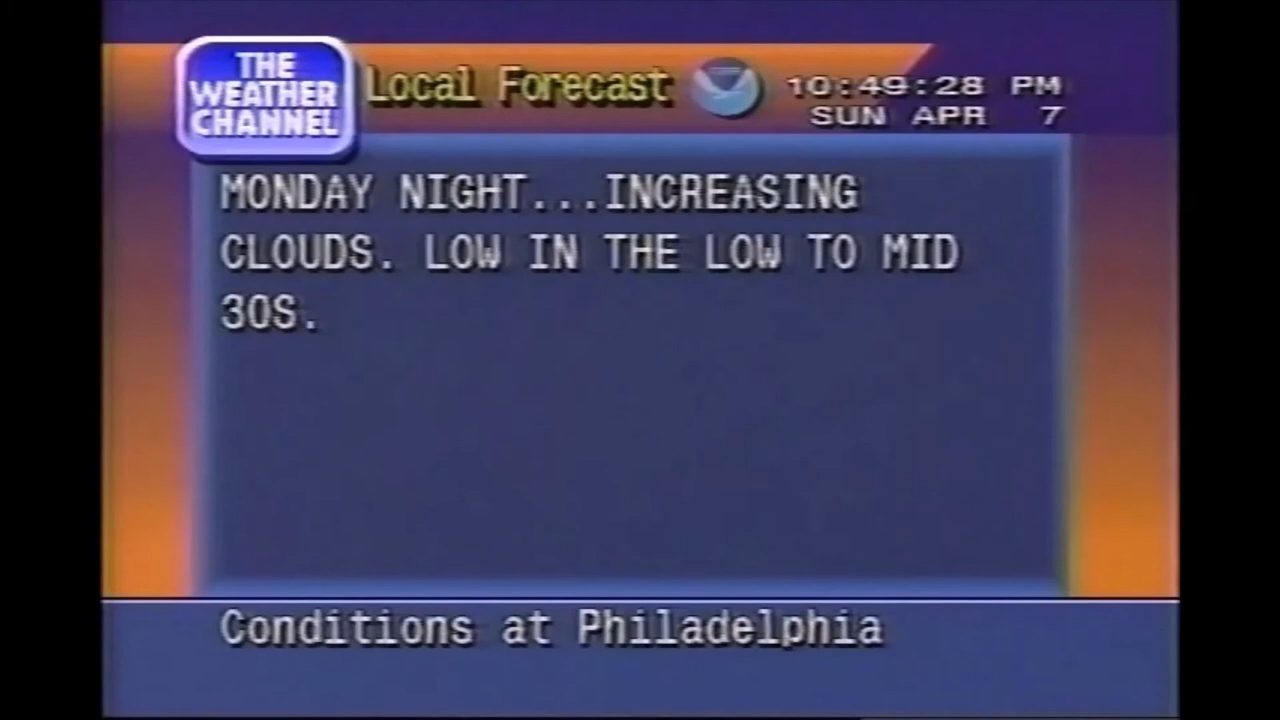 THE
WEATHER
CHANNEL
Local Forecast
10:49:28 PM
SUN APR 7
MONDAY NIGHT...INCREASING
CLOUDS. LOW IN THE LOW TO MID
30S.
Conditions at Philadelphia